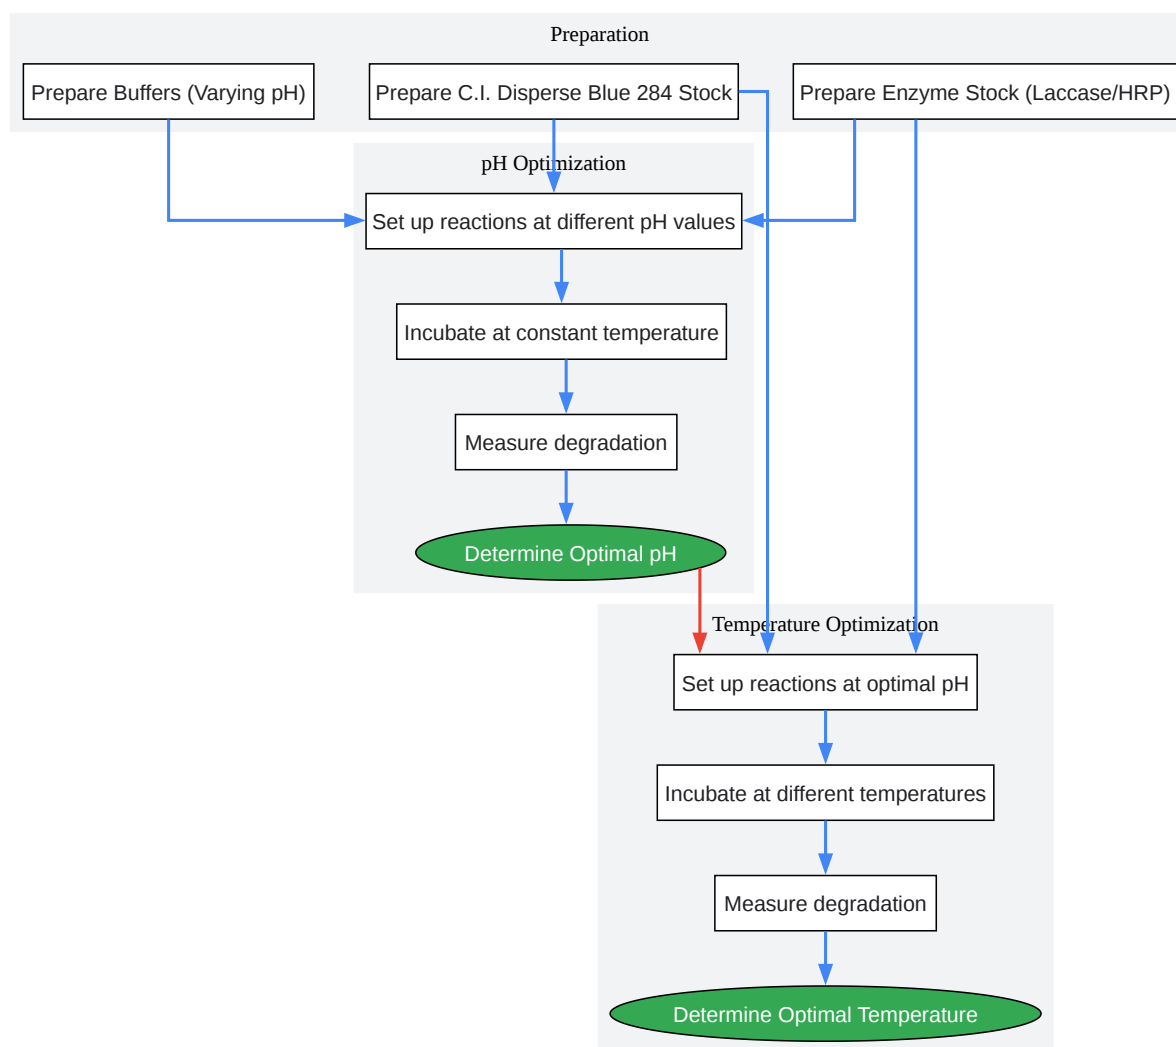 Preparation
Prepare Buffers (Varying pH)
Prepare C.I. Disperse Blue 284 Stock
Prepare Enzyme Stock (Laccase/HRP)
pH Optimization
Set up reactions at different pH values
Incubate at constant temperature
Measure degradation
Determine Optimal pH
Temperature Optimization
Set up reactions at optimal pH
Incubate at different temperatures
Measure degradation
Determine Optimal Temperature